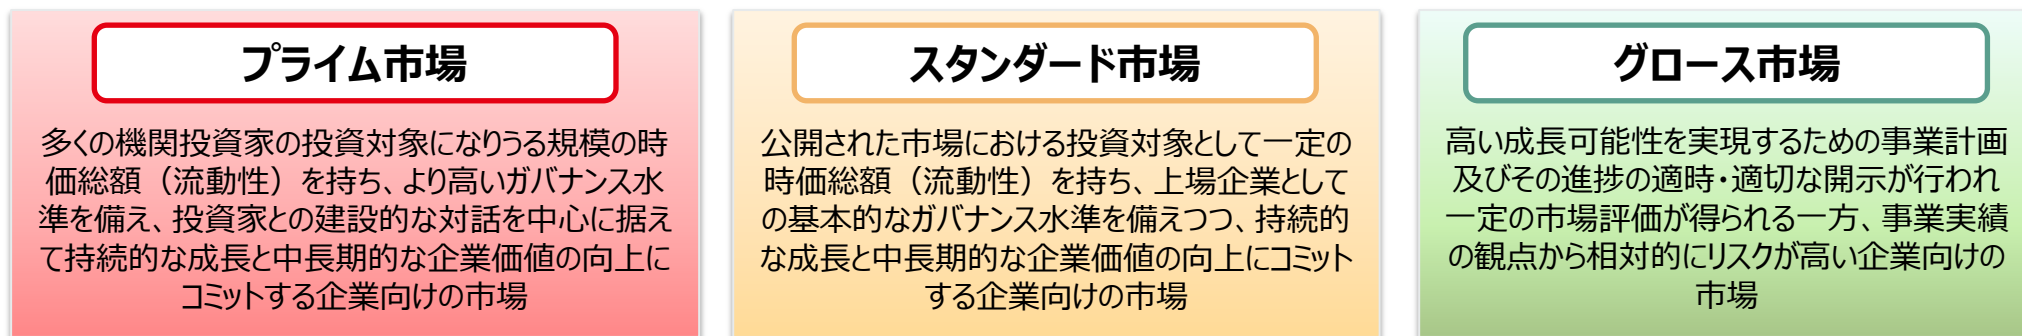 プライム市場
多くの機関投資家の投資対象になりうる規模の時
価総額（流動性）を持ち、より高いガバナンス水
準を備え、投資家との建設的な対話を中心に据え
て持続的な成長と中長期的な企業価値の向上に
コミットする企業向けの市場
スタンダード市場
公開された市場における投資対象として一定の
時価総額（流動性）を持ち、上場企業として
の基本的なガバナンス水準を備えつつ、持続的
な成長と中長期的な企業価値の向上にコミット
する企業向けの市場
グロース市場
高い成長可能性を実現するための事業計画
及びその進捗の適時・適切な開示が行われ
一定の市場評価が得られる一方、事業実績
の観点から相対的にリスクが高い企業向けの
市場